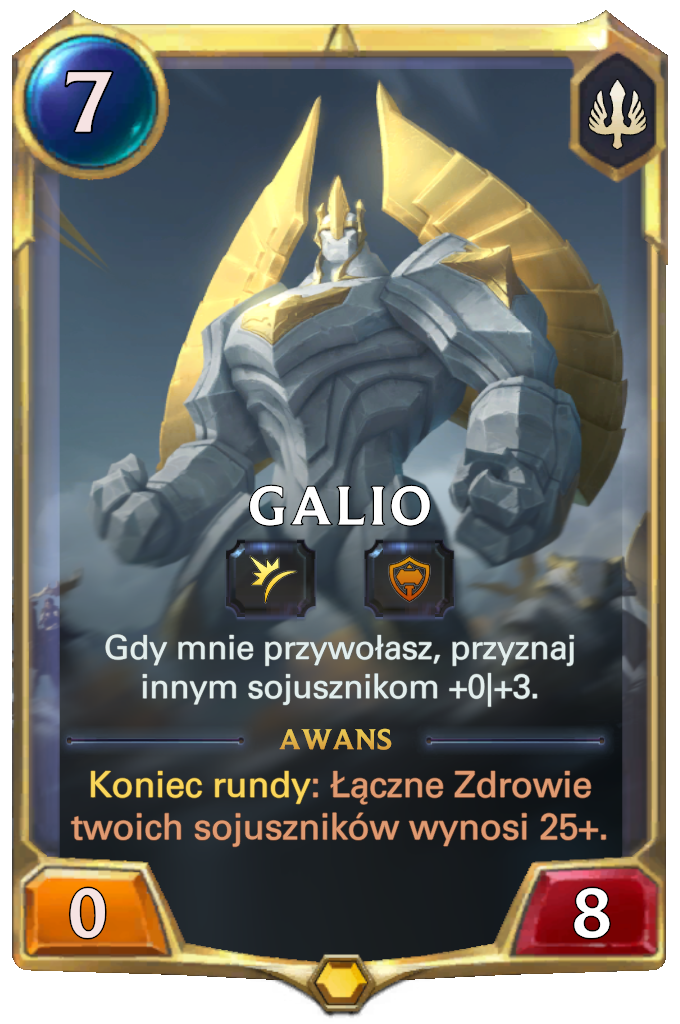 7
GALIO
Gdy mnie przywołasz, przyznaj
innym sojusznikom +0|+3.
AWANS
Koniec rundy: Łączne Zdrowie
twoich sojuszników wynosi 25+.
0
8